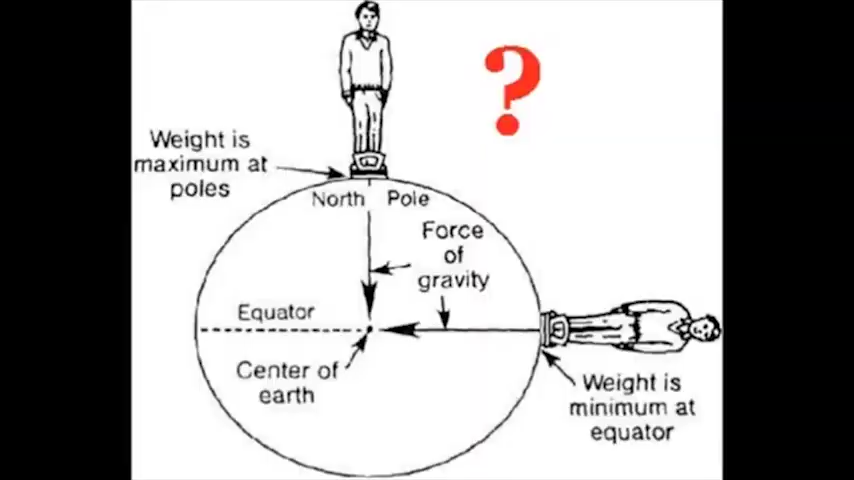 ?
Weight is
maximum at
poles
North Pole
Force
of
gravity
Equator
Center of
earth
Weight is
minimum at
equator